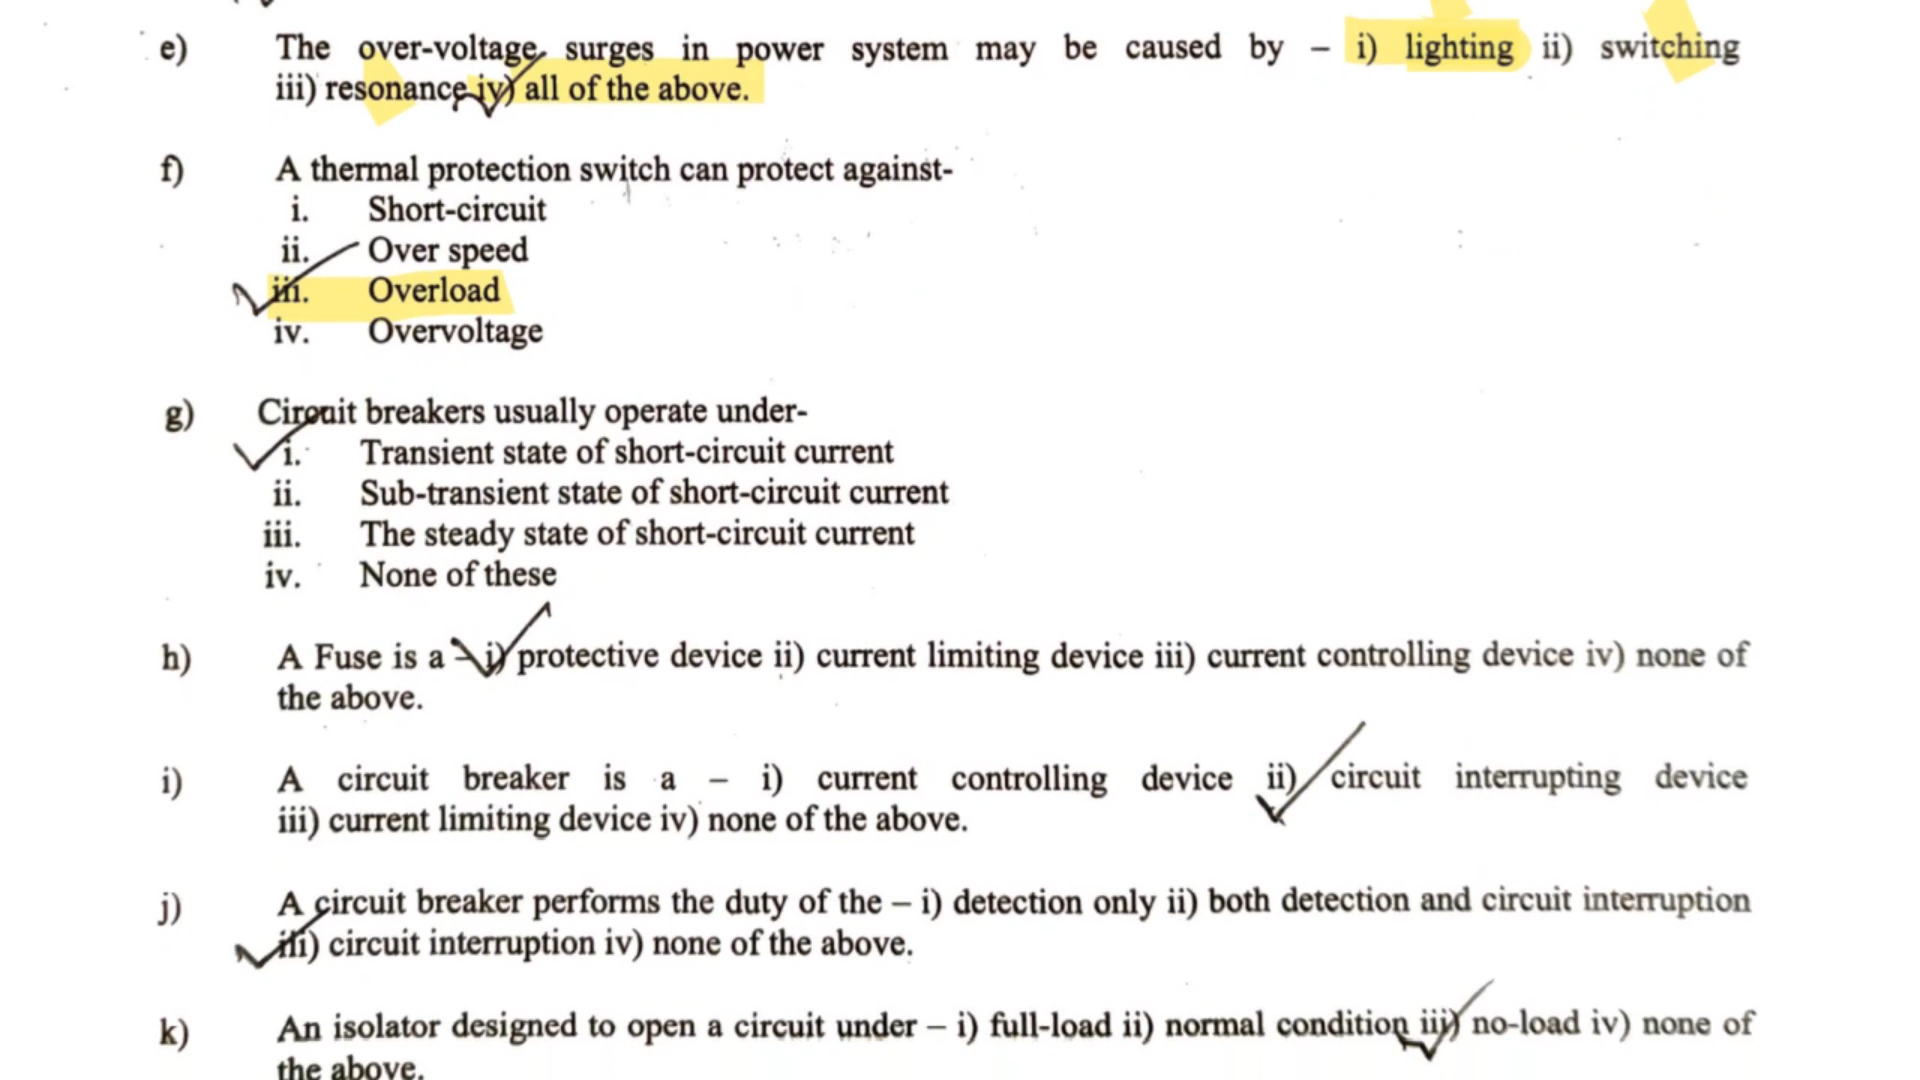 e) The over-voltage surges in power system may be caused by – i) lighting ii) switching
iii) resonance iv) all of the above.
f) A thermal protection switch can protect against-
i. Short-circuit
ii. Over speed
iii. Overload
iv. Overvoltage
g) Circuit breakers usually operate under-
i. Transient state of short-circuit current
ii. Sub-transient state of short-circuit current
iii. The steady state of short-circuit current
iv. None of these
h) A Fuse is a – i) protective device ii) current limiting device iii) current controlling device iv) none of
the above.
i) A circuit breaker is a – i) current controlling device ii) circuit interrupting device
iii) current limiting device iv) none of the above.
j) A circuit breaker performs the duty of the – i) detection only ii) both detection and circuit interruption
iii) circuit interruption iv) none of the above.
k) An isolator designed to open a circuit under – i) full-load ii) normal condition iii) no-load iv) none of
the above.